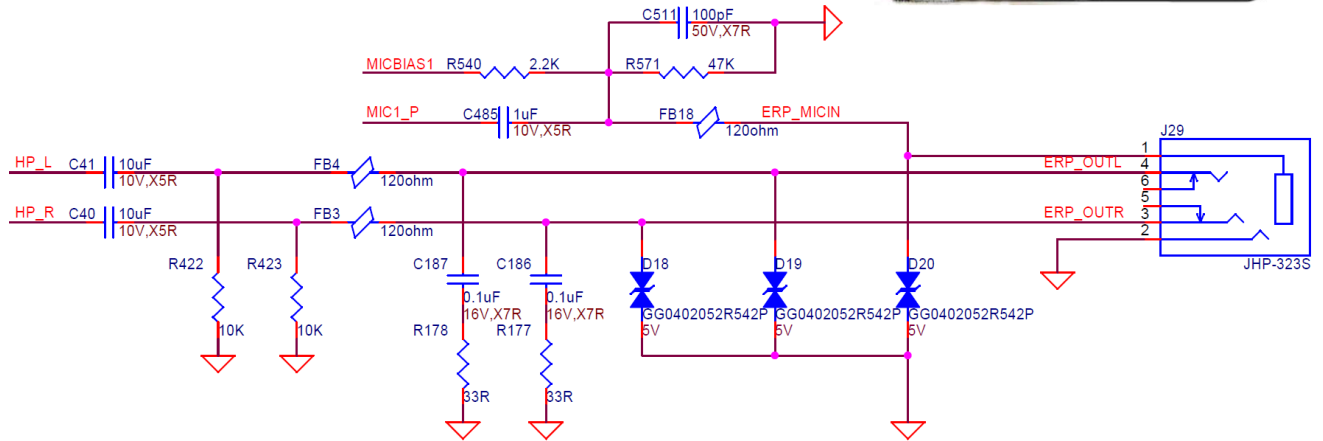 C511 100pF
50V,X7R
MICBIAS1 R540 2.2K R571 47K
MIC1_P C485 1uF FB18 ERP_MICIN
10V,X5R 120ohm
J29
HP_L C41 10uF FB4 ERP_OUTL 1
10V,X5R 120ohm 4
6
5
HP_R C40 10uF FB3 ERP_OUTR 3
10V,X5R 120ohm 2
R422 R423 C187 C186 D18 D19 D20 JHP-323S
0.1uF 0.1uF
16V,X7R 16V,X7R GG0402052R542P GG0402052R542P GG0402052R542P
10K 10K R178 R177 5V 5V 5V
33R 33R